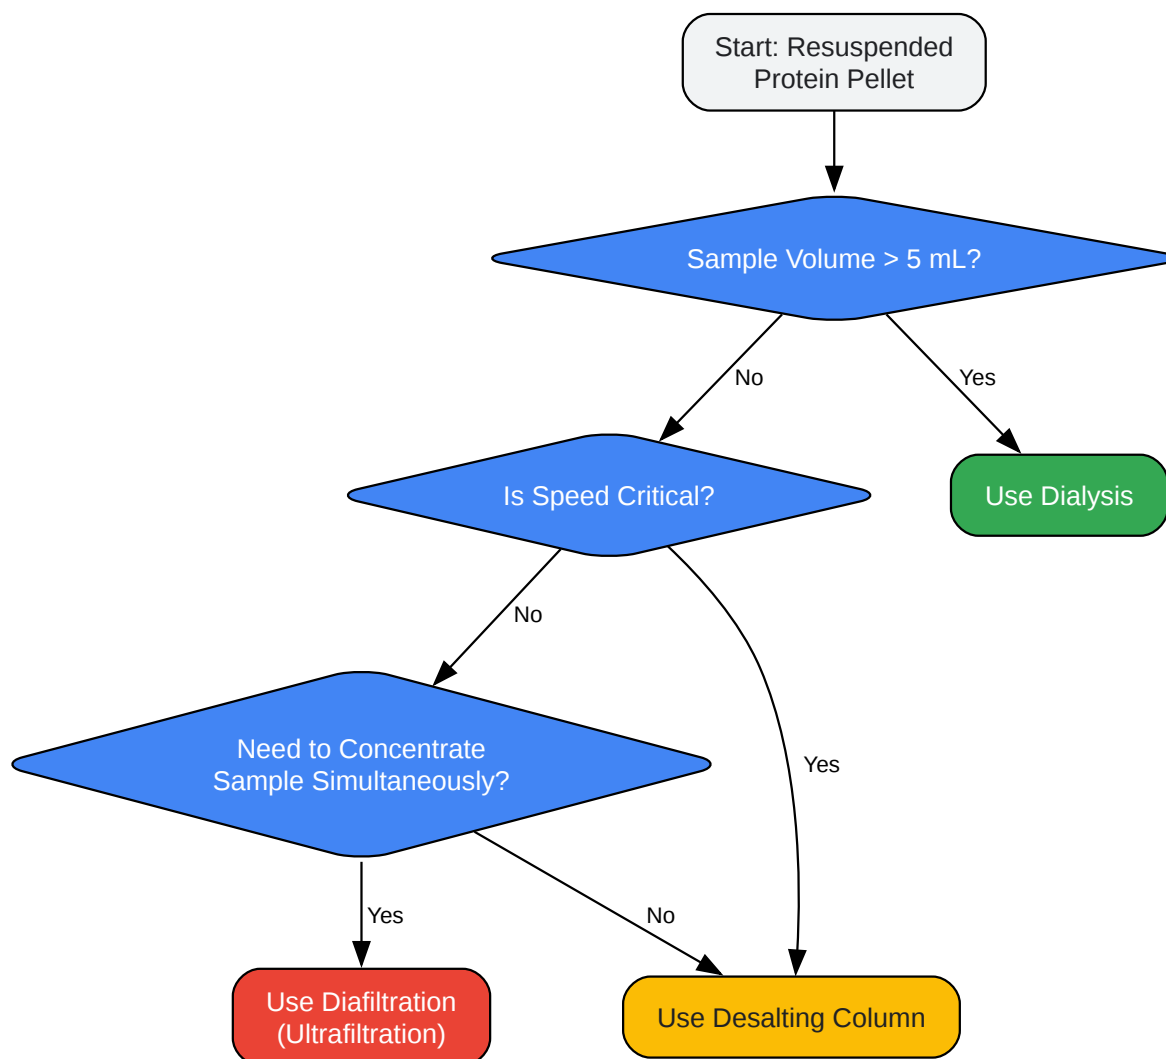 Start: Resuspended
Protein Pellet
Sample Volume > 5 mL?
No
Yes
Is Speed Critical?
Use Dialysis
No
Yes
Need to Concentrate
Sample Simultaneously?
Yes
No
Use Diafiltration
(Ultrafiltration)
Use Desalting Column